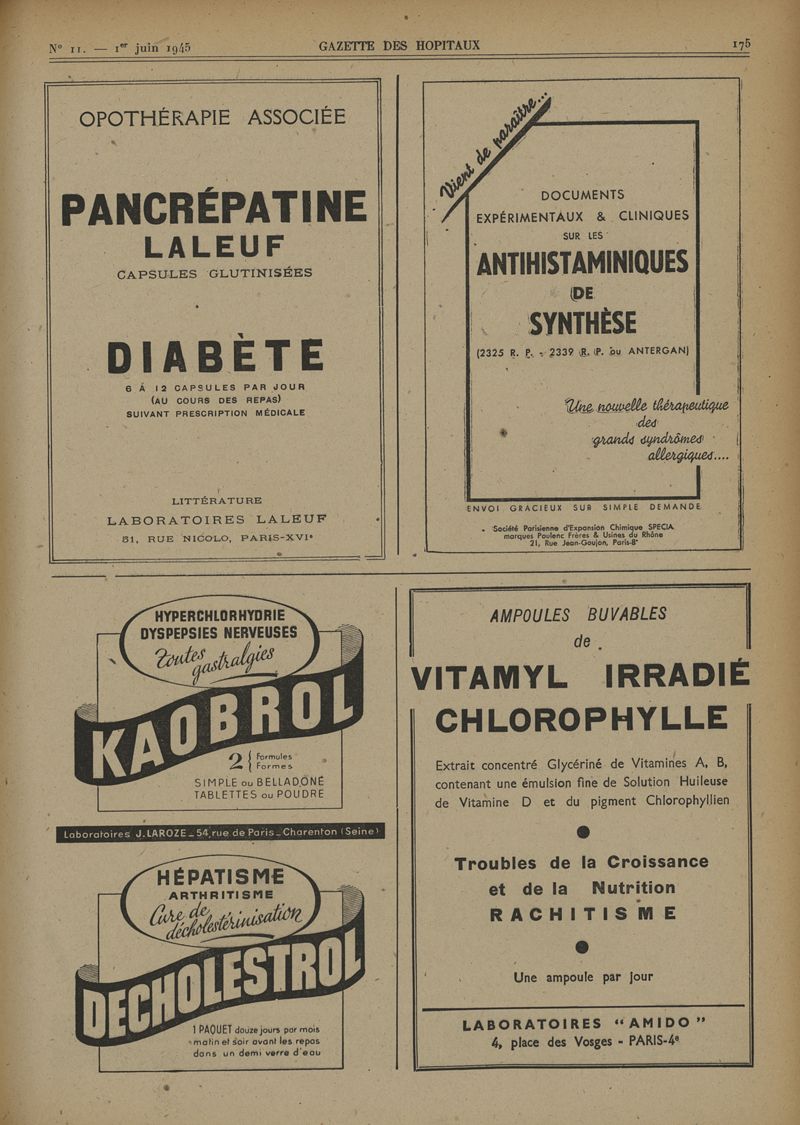 N° 11. — 1er juin 1945 GAZETTE DES HOPITAUX 175
OPOTHÉRAPIE ASSOCIÉE
PANCRÉPATINE
LALEUF
CAPSULES GLUTINISÉES
DIABÈTE
6 À 12 CAPSULES PAR JOUR
(AU COURS DES REPAS)
SUIVANT PRESCRIPTION MÉDICALE
LITTÉRATURE
LABORATOIRES LALEUF
51, RUE NICOLO, PARIS-XVIe
Vient de paraître...
DOCUMENTS
EXPÉRIMENTAUX & CLINIQUES
SUR LES
ANTIHISTAMINIQUES
DE
SYNTHÈSE
(2325 R. P. - 2339 R. P. ou ANTERGAN)
Une nouvelle thérapeutique
des
grands syndrômes
allergiques....
ENVOI GRACIEUX SUR SIMPLE DEMANDE
Société Parisienne d'Expansion Chimique SPECIA
marques Poulenc Frères & Usines du Rhône
21, Rue Jean-Goujon, Paris-8e
HYPERCHLORHYDRIE
DYSPEPSIES NERVEUSES
Toutes
gastralgies
KAOBROL
2 { Formules
Formes
SIMPLE ou BELLADONÉ
TABLETTES ou POUDRE
Laboratoires J. LAROZE _ 54, rue de Paris _ Charenton (Seine)
HÉPATISME
ARTHRITISME
Cure de
décholestérinisation
DECHOLESTROL
1 PAQUET douze jours par mois
matin et soir avant les repas
dans un demi verre d'eau
AMPOULES BUVABLES
de
VITAMYL IRRADIÉ
CHLOROPHYLLE
Extrait concentré Glycériné de Vitamines A, B,
contenant une émulsion fine de Solution Huileuse
de Vitamine D et du pigment Chlorophyllien
Troubles de la Croissance
et de la Nutrition
RACHITISME
Une ampoule par jour
LABORATOIRES "AMIDO"
4, place des Vosges - PARIS-4e